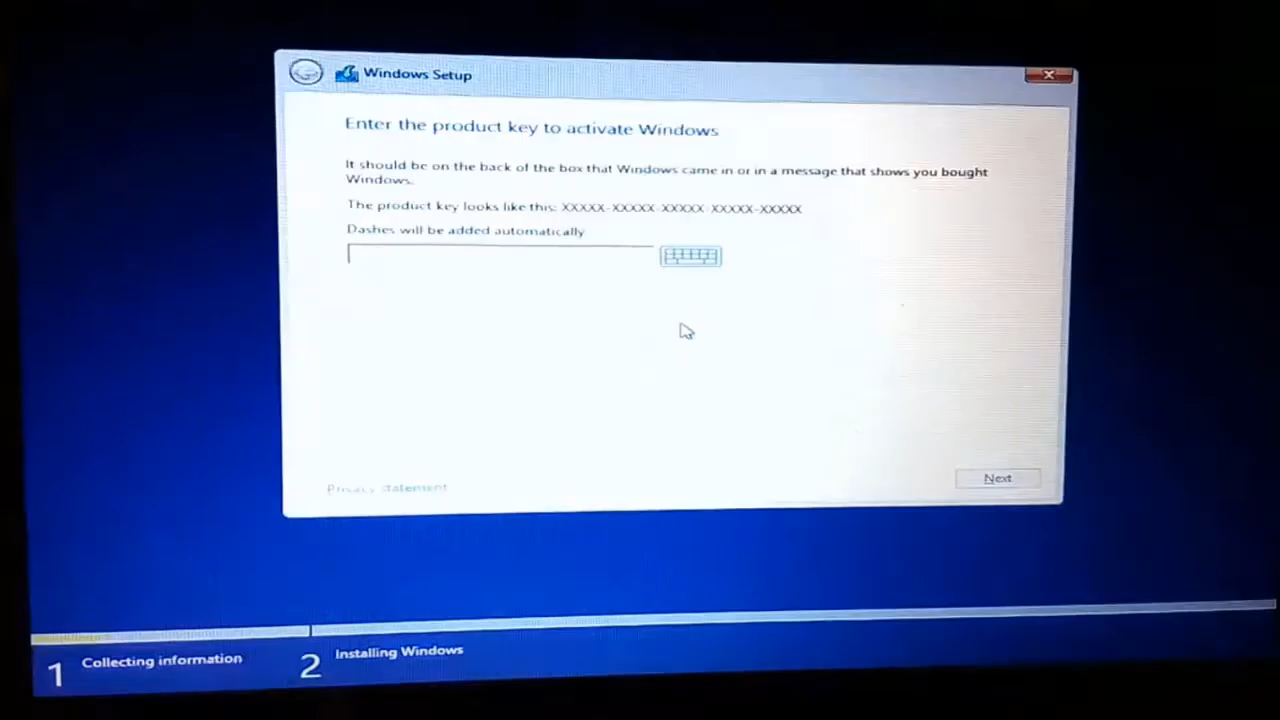 Windows Setup
Enter the product key to activate Windows
It should be on the back of the box that Windows came in or in a message that shows you bought
Windows.
The product key looks like this: XXXXX-XXXXX-XXXXX-XXXXX-XXXXX
Dashes will be added automatically
Next
Privacy statement
1 Collecting information
2 Installing Windows